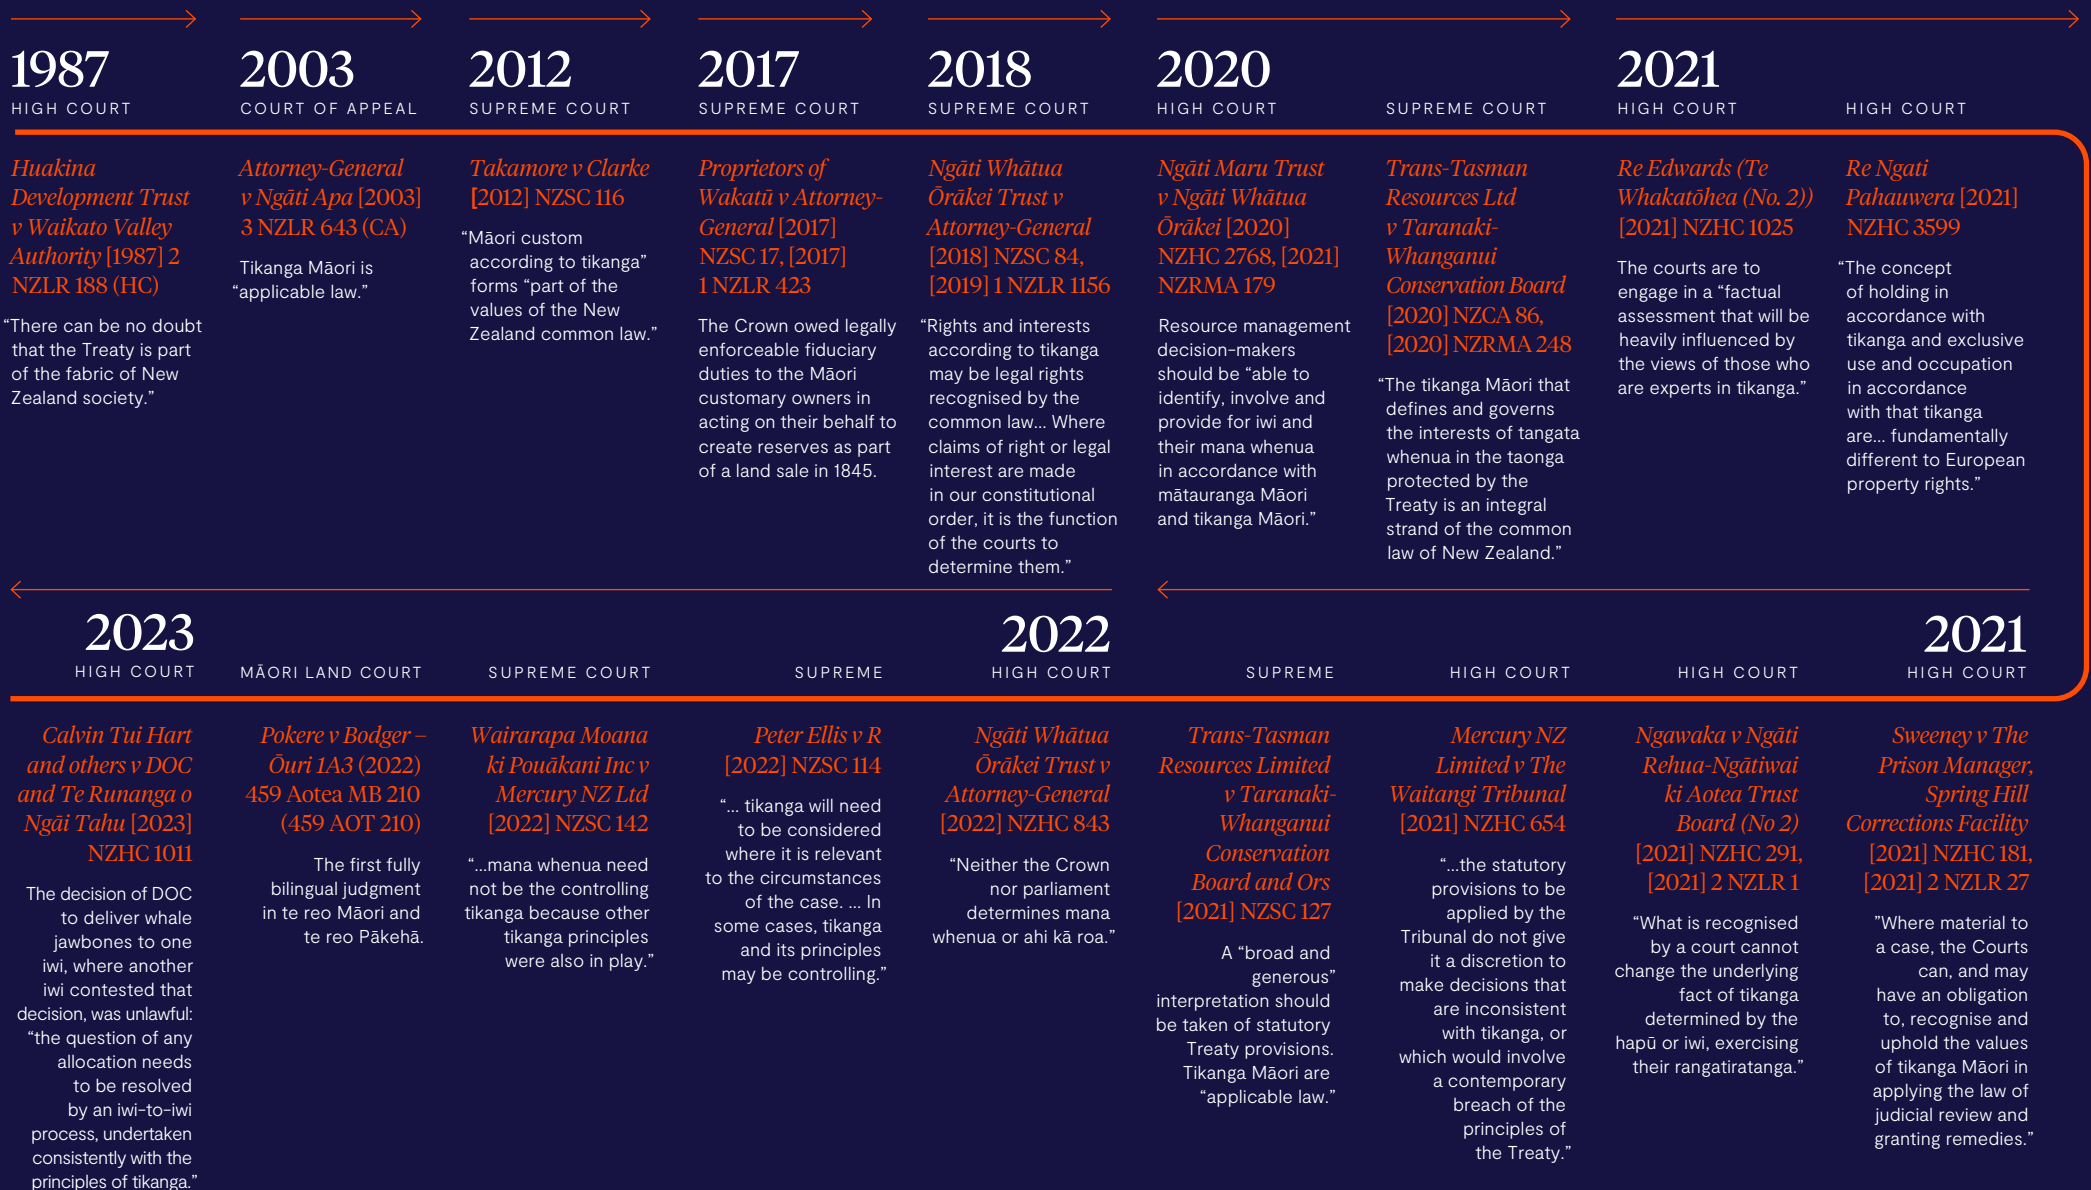 1987
HIGH COURT
Huakina
Development Trust
v Waikato Valley
Authority [1987] 2
NZLR 188 (HC)
“There can be no doubt
that the Treaty is part
of the fabric of New
Zealand society.”
2003
COURT OF APPEAL
Attorney-General
v Ngāti Apa [2003]
3 NZLR 643 (CA)
Tikanga Māori is
“applicable law.”
2012
SUPREME COURT
Takamore v Clarke
[2012] NZSC 116
“Māori custom
according to tikanga”
forms “part of the
values of the New
Zealand common law.”
2017
SUPREME COURT
Proprietors of
Wakatū v Attorney-
General [2017]
NZSC 17, [2017]
1 NZLR 423
The Crown owed legally
enforceable fiduciary
duties to the Māori
customary owners in
acting on their behalf to
create reserves as part
of a land sale in 1845.
2018
SUPREME COURT
Ngāti Whātua
Ōrākei Trust v
Attorney-General
[2018] NZSC 84,
[2019] 1 NZLR 1156
“Rights and interests
according to tikanga
may be legal rights
recognised by the
common law... Where
claims of right or legal
interest are made
in our constitutional
order, it is the function
of the courts to
determine them.”
2020
HIGH COURT
Ngāti Maru Trust
v Ngāti Whātua
Ōrākei [2020]
NZHC 2768, [2021]
NZRMA 179
Resource management
decision-makers
should be “able to
identify, involve and
provide for iwi and
their mana whenua
in accordance with
mātauranga Māori
and tikanga Māori.”
SUPREME COURT
Trans-Tasman
Resources Ltd
v Taranaki-
Whanganui
Conservation Board
[2020] NZCA 86,
[2020] NZRMA 248
“The tikanga Māori that
defines and governs
the interests of tangata
whenua in the taonga
protected by the
Treaty is an integral
strand of the common
law of New Zealand.”
2021
HIGH COURT
Re Edwards (Te
Whakatōhea (No. 2))
[2021] NZHC 1025
The courts are to
engage in a “factual
assessment that will be
heavily influenced by
the views of those who
are experts in tikanga.”
HIGH COURT
Re Ngati
Pahauwera [2021]
NZHC 3599
“The concept
of holding in
accordance with
tikanga and exclusive
use and occupation
in accordance
with that tikanga
are... fundamentally
different to European
property rights.”
2021
HIGH COURT
Sweeney v The
Prison Manager,
Spring Hill
Corrections Facility
[2021] NZHC 181,
[2021] 2 NZLR 27
”Where material to
a case, the Courts
can, and may
have an obligation
to, recognise and
uphold the values
of tikanga Māori in
applying the law of
judicial review and
granting remedies.”
HIGH COURT
Ngawaka v Ngāti
Rehua-Ngātiwai
ki Aotea Trust
Board (No 2)
[2021] NZHC 291,
[2021] 2 NZLR 1
“What is recognised
by a court cannot
change the underlying
fact of tikanga
determined by the
hapū or iwi, exercising
their rangatiratanga.”
HIGH COURT
Mercury NZ
Limited v The
Waitangi Tribunal
[2021] NZHC 654
“...the statutory
provisions to be
applied by the
Tribunal do not give
it a discretion to
make decisions that
are inconsistent
with tikanga, or
which would involve
a contemporary
breach of the
principles of
the Treaty.”
SUPREME
Trans-Tasman
Resources Limited
v Taranaki-
Whanganui
Conservation
Board and Ors
[2021] NZSC 127
A “broad and
generous”
interpretation should
be taken of statutory
Treaty provisions.
Tikanga Māori are
“applicable law.”
2022
HIGH COURT
Ngāti Whātua
Ōrākei Trust v
Attorney-General
[2022] NZHC 843
“Neither the Crown
nor parliament
determines mana
whenua or ahi kā roa.”
SUPREME
Peter Ellis v R
[2022] NZSC 114
“... tikanga will need
to be considered
where it is relevant
to the circumstances
of the case. ... In
some cases, tikanga
and its principles
may be controlling.”
SUPREME COURT
Wairarapa Moana
ki Pouākani Inc v
Mercury NZ Ltd
[2022] NZSC 142
“...mana whenua need
not be the controlling
tikanga because other
tikanga principles
were also in play.”
MĀORI LAND COURT
Pokere v Bodger –
Ōuri 1A3 (2022)
459 Aotea MB 210
(459 AOT 210)
The first fully
bilingual judgment
in te reo Māori and
te reo Pākehā.
2023
HIGH COURT
Calvin Tui Hart
and others v DOC
and Te Runanga o
Ngāi Tahu [2023]
NZHC 1011
The decision of DOC
to deliver whale
jawbones to one
iwi, where another
iwi contested that
decision, was unlawful:
“the question of any
allocation needs
to be resolved
by an iwi-to-iwi
process, undertaken
consistently with the
principles of tikanga.”